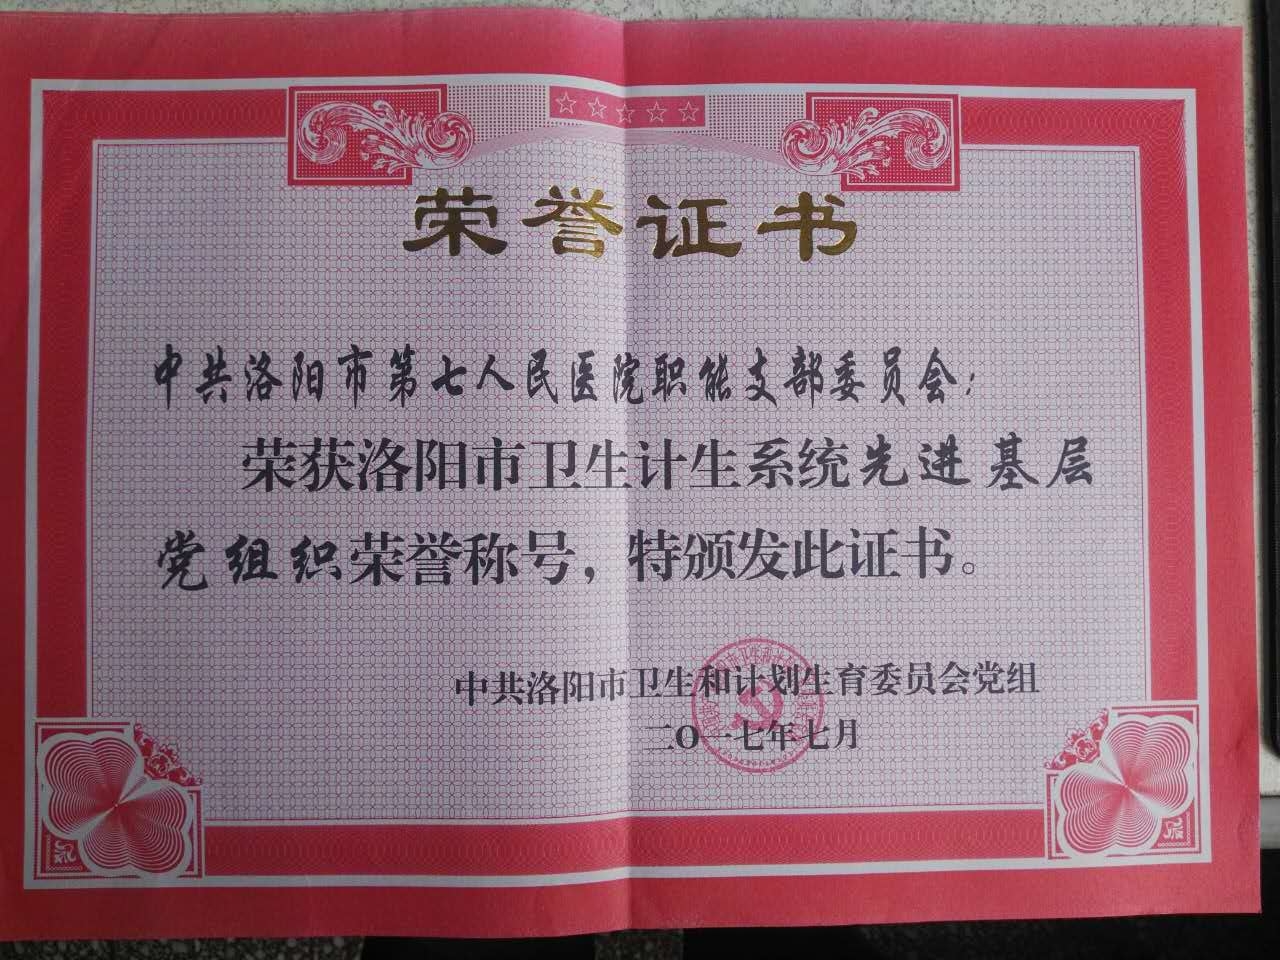 荣誉证书
中共洛阳市第七人民医院职能支部委员会：
荣获洛阳市卫生计生系统先进基层
党组织荣誉称号，特颁发此证书。
中共洛阳市卫生和计划生育委员会党组
二O一七年七月